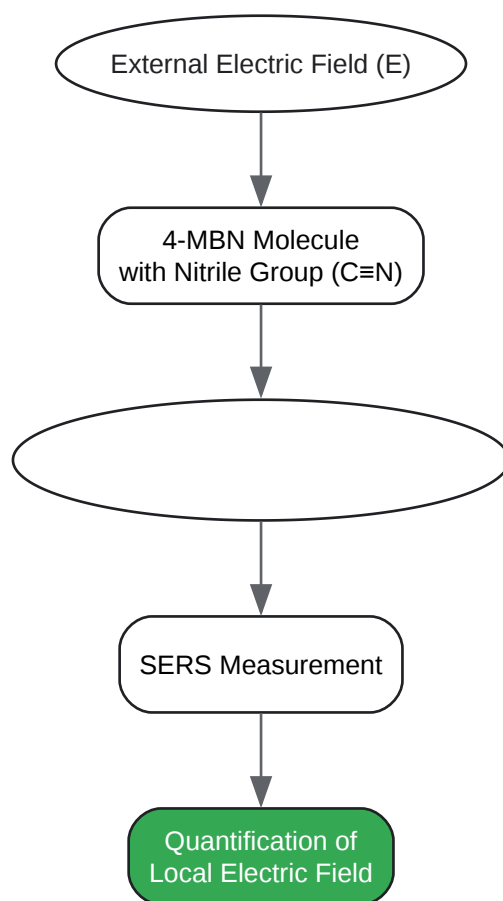 External Electric Field (E)
4-MBN Molecule
with Nitrile Group (C≡N)
SERS Measurement
Quantification of
Local Electric Field